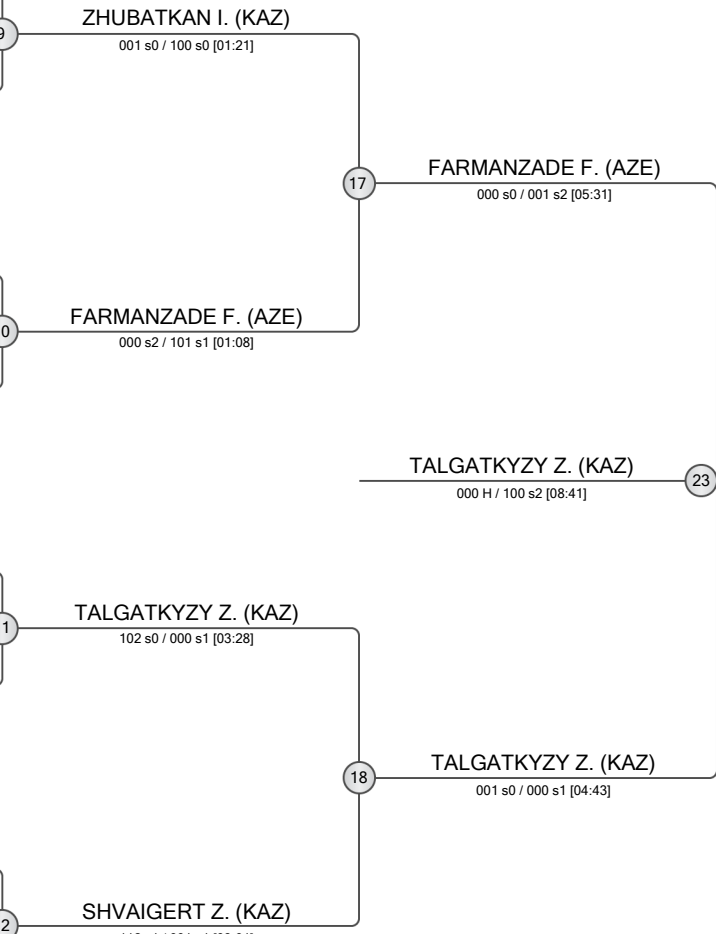 ZHUBATKAN I. (KAZ)
001 s0 / 100 s0 [01:21]
FARMANZADE F. (AZE)
17
000 s0 / 001 s2 [05:31]
FARMANZADE F. (AZE)
000 s2 / 101 s1 [01:08]
TALGATKYZY Z. (KAZ)
23
000 H / 100 s2 [08:41]
TALGATKYZY Z. (KAZ)
102 s0 / 000 s1 [03:28]
TALGATKYZY Z. (KAZ)
18
001 s0 / 000 s1 [04:43]
SHVAIGERT Z. (KAZ)